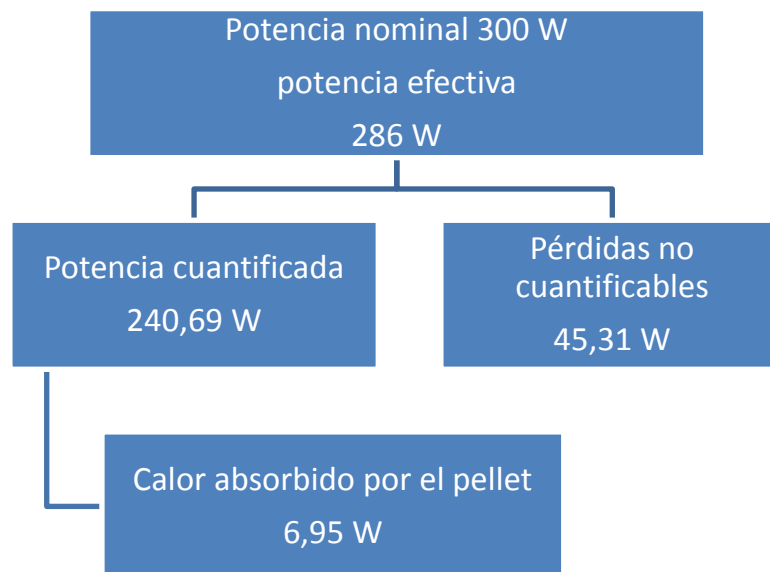 Potencia nominal 300 W
potencia efectiva
286 W
Potencia cuantificada
240,69 W
Pérdidas no
cuantificables
45,31 W
Calor absorbido por el pellet
6,95 W